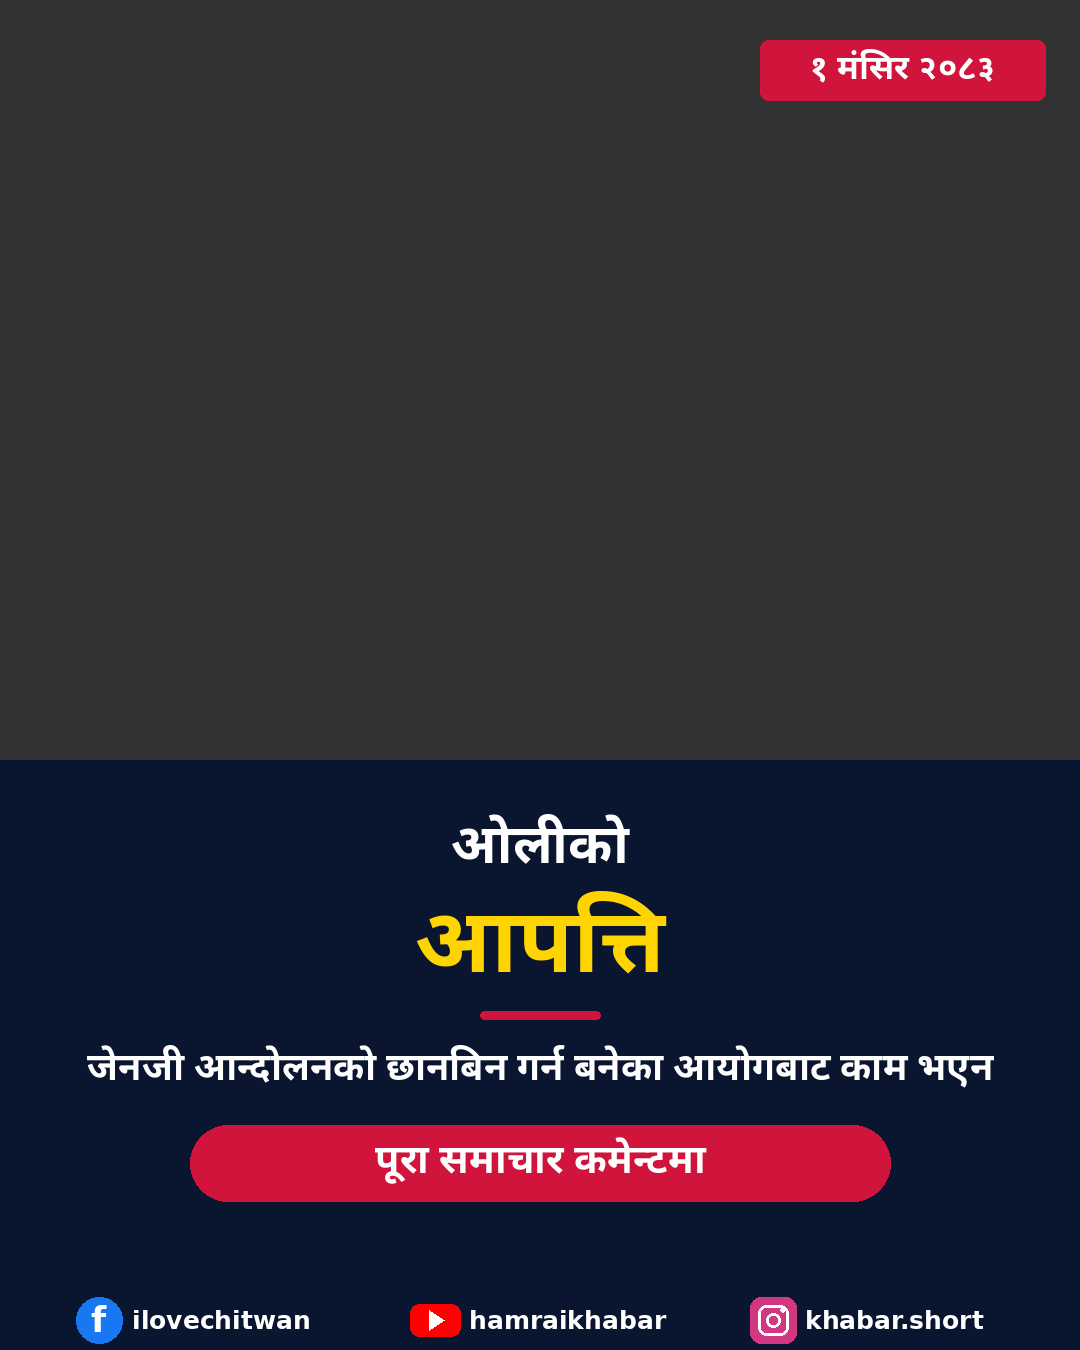 १ मंसिर २०८३
ओलीको
आपत्ति
जेनजी आन्दोलनको छानबिन गर्न बनेका आयोगबाट काम भएन
पूरा समाचार कमेन्टमा
f ilovechitwan hamraikhabar khabar.short